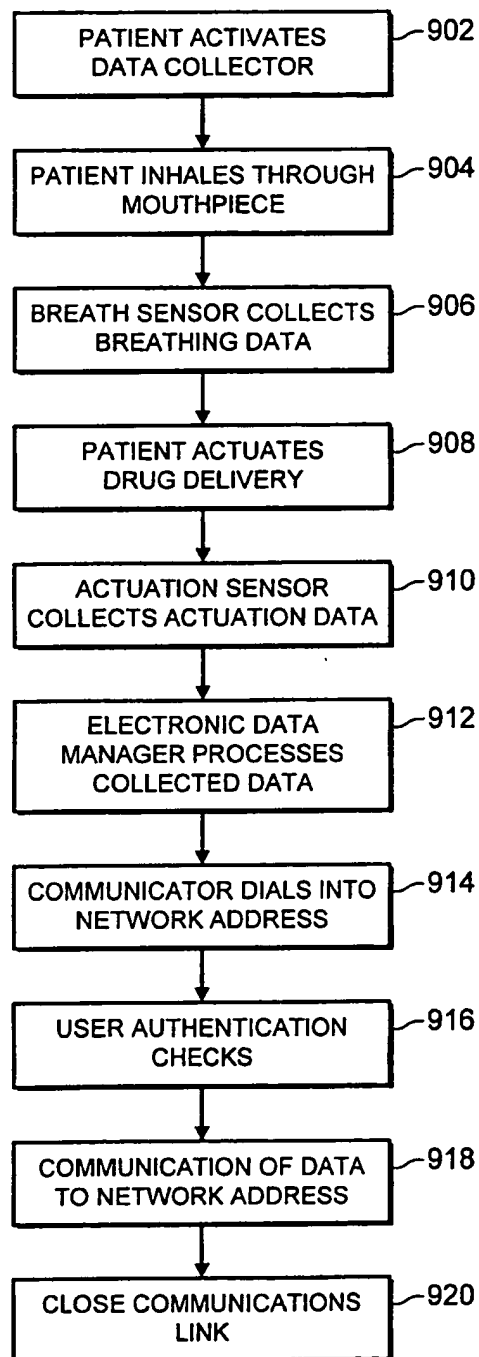 PATIENT ACTIVATES
DATA COLLECTOR
902
PATIENT INHALES THROUGH
MOUTHPIECE
904
BREATH SENSOR COLLECTS
BREATHING DATA
906
PATIENT ACTUATES
DRUG DELIVERY
908
ACTUATION SENSOR
COLLECTS ACTUATION DATA
910
ELECTRONIC DATA
MANAGER PROCESSES
COLLECTED DATA
912
COMMUNICATOR DIALS INTO
NETWORK ADDRESS
914
USER AUTHENTICATION
CHECKS
916
COMMUNICATION OF DATA
TO NETWORK ADDRESS
918
CLOSE COMMUNICATIONS
LINK
920